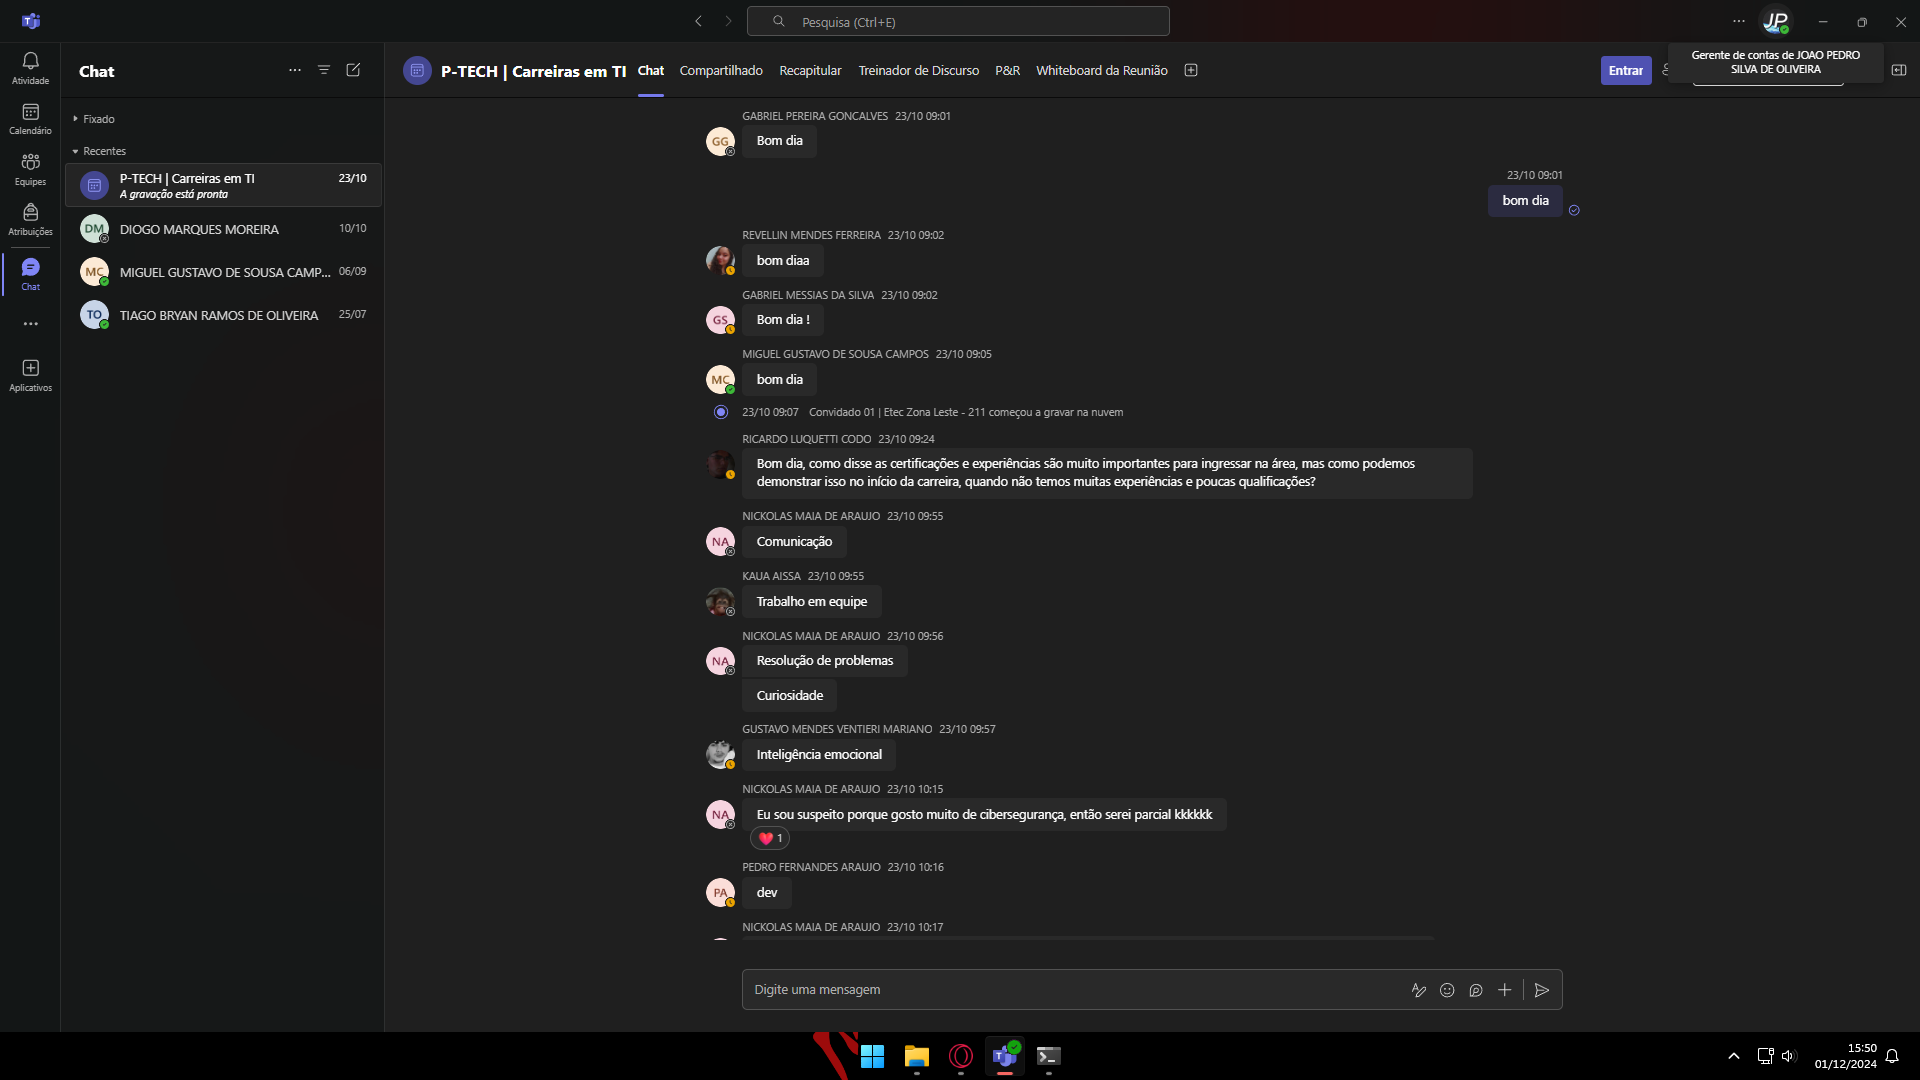 Pesquisa (Ctrl+E)
JP
Gerente de contas de JOAO PEDRO
SILVA DE OLIVEIRA
Atividade
Calendário
Equipes
Atribuições
Chat
Aplicativos
Chat
Fixado
Recentes
P-TECH | Carreiras em TI 23/10
A gravação está pronta
DM DIOGO MARQUES MOREIRA 10/10
MC MIGUEL GUSTAVO DE SOUSA CAMP... 06/09
TO TIAGO BRYAN RAMOS DE OLIVEIRA 25/07
P-TECH | Carreiras em TI Chat Compartilhado Recapitular Treinador de Discurso P&R Whiteboard da Reunião
Entrar
GABRIEL PEREIRA GONCALVES 23/10 09:01
GG Bom dia
23/10 09:01
bom dia
REVELLIN MENDES FERREIRA 23/10 09:02
bom diaa
GABRIEL MESSIAS DA SILVA 23/10 09:02
GS Bom dia !
MIGUEL GUSTAVO DE SOUSA CAMPOS 23/10 09:05
MC bom dia
23/10 09:07 Convidado 01 | Etec Zona Leste - 211 começou a gravar na nuvem
RICARDO LUQUETTI CODO 23/10 09:24
Bom dia, como disse as certificações e experiências são muito importantes para ingressar na área, mas como podemos
demonstrar isso no início da carreira, quando não temos muitas experiências e poucas qualificações?
NICKOLAS MAIA DE ARAUJO 23/10 09:55
NA Comunicação
KAUA AISSA 23/10 09:55
Trabalho em equipe
NICKOLAS MAIA DE ARAUJO 23/10 09:56
NA Resolução de problemas
Curiosidade
GUSTAVO MENDES VENTIERI MARIANO 23/10 09:57
Inteligência emocional
NICKOLAS MAIA DE ARAUJO 23/10 10:15
NA Eu sou suspeito porque gosto muito de cibersegurança, então serei parcial kkkkkk
1
PEDRO FERNANDES ARAUJO 23/10 10:16
PA dev
NICKOLAS MAIA DE ARAUJO 23/10 10:17
Digite uma mensagem
15:50
01/12/2024